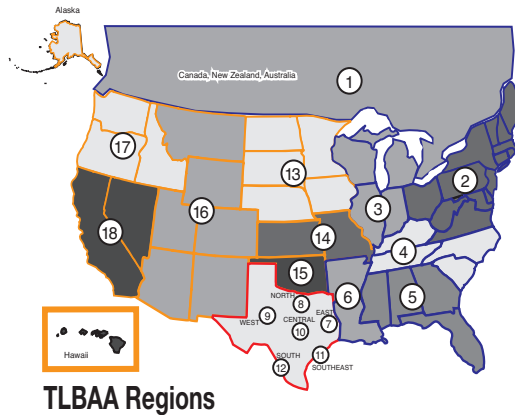 Alaska
Canada, New Zealand, Australia
1
17
13
2
16
3
18
14
4
15
NORTH
8
6
5
WEST
9
CENTRAL
10
EAST
7
SOUTH
12
11
SOUTHEAST
Hawaii
TLBAA Regions